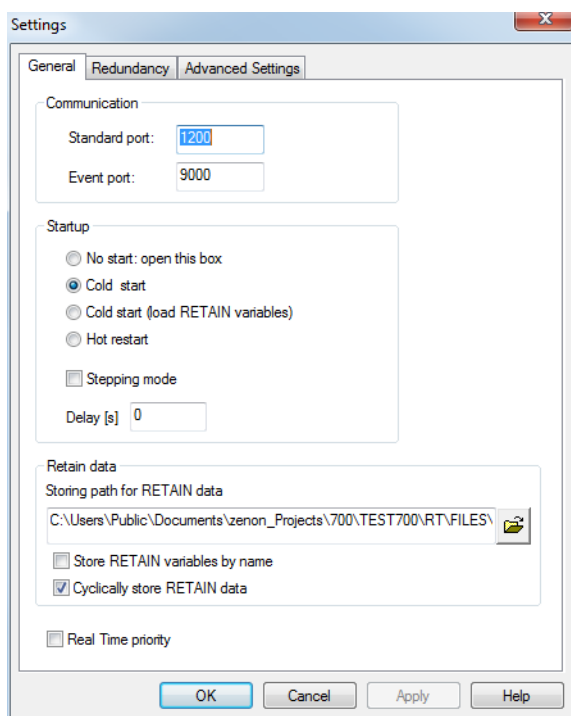 Settings
General Redundancy Advanced Settings
Communication
Standard port: 1200
Event port: 9000
Startup
No start: open this box
Cold start
Cold start (load RETAIN variables)
Hot restart
Stepping mode
Delay [s] 0
Retain data
Storing path for RETAIN data
C:\Users\Public\Documents\zenon_Projects\700\TEST700\RT\FILES\
Store RETAIN variables by name
Cyclically store RETAIN data
Real Time priority
OK Cancel Apply Help